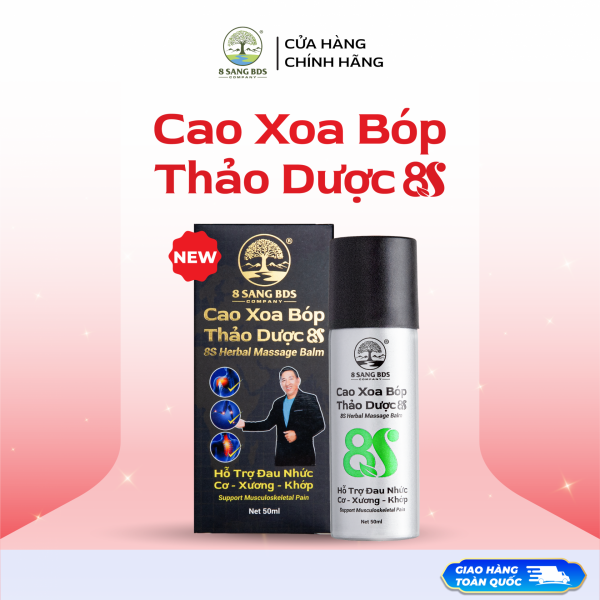 8 SANG BDS
COMPANY
CỬA HÀNG
CHÍNH HÃNG
Cao Xoa Bóp
Thảo Dược 8S
NEW
8 SANG BDS
COMPANY
Cao Xoa Bóp
Thảo Dược 8S
8S Herbal Massage Balm
Hỗ Trợ Đau Nhức
Cơ - Xương - Khớp
Support Musculoskeletal Pain
Net 50ml
8 SANG BDS
COMPANY
Cao Xoa Bóp
Thảo Dược 8S
8S Herbal Massage Balm
8S
Hỗ Trợ Đau Nhức
Cơ - Xương - Khớp
Support Musculoskeletal Pain
Net 50ml
GIAO HÀNG
TOÀN QUỐC